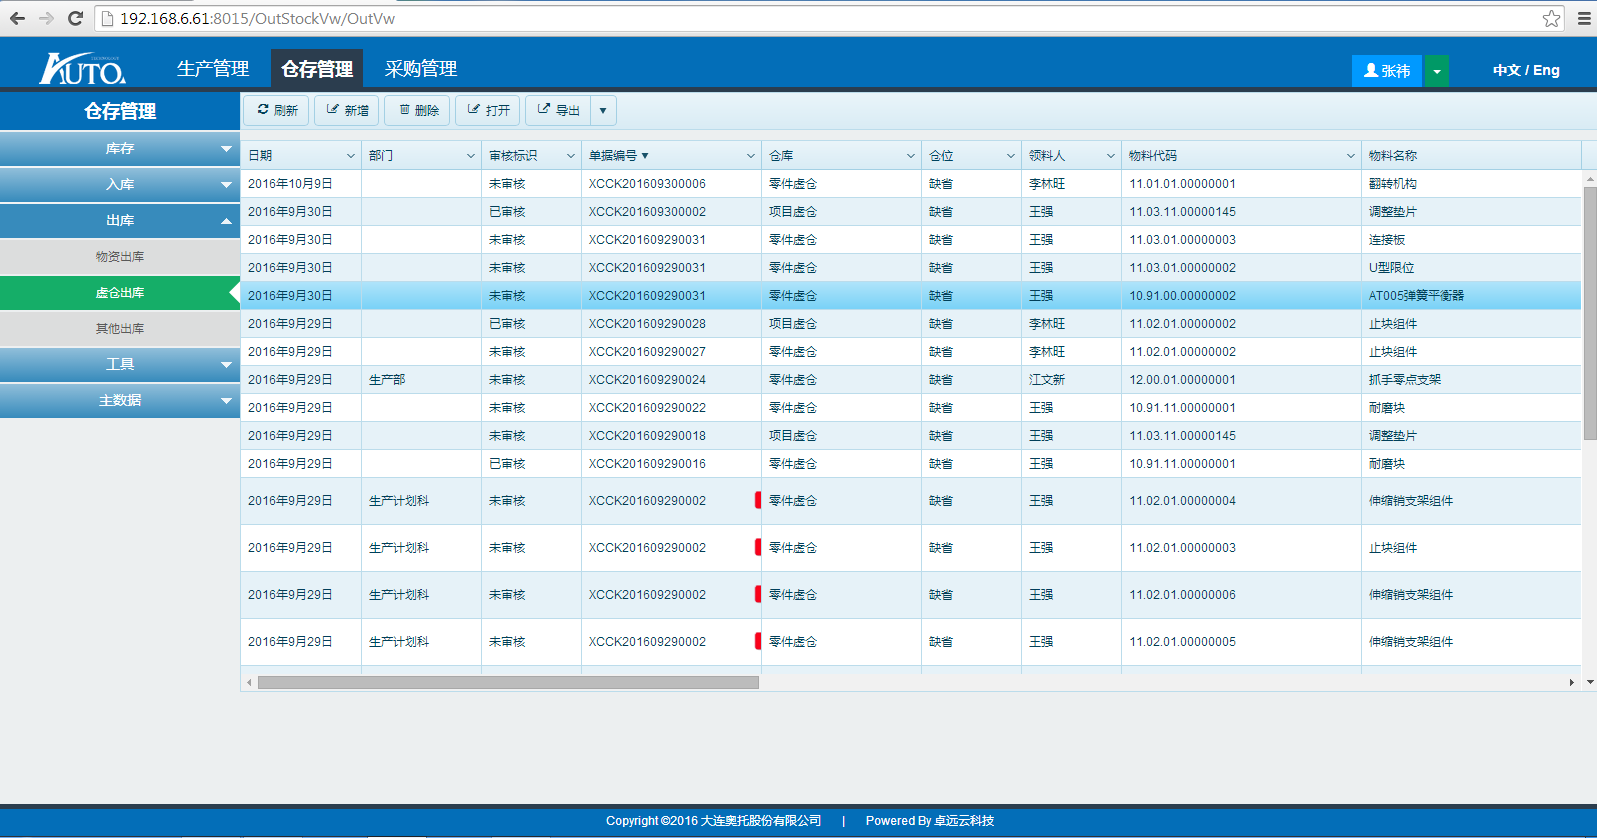 192.168.6.61:8015/OutStockVw/OutVw
AUTO. 生产管理 仓存管理 采购管理 张祎 中文 / Eng
仓存管理 刷新 新增 删除 打开 导出
库存
入库
出库
物资出库
虚仓出库
其他出库
工具
主数据
日期 部门 审核标识 单据编号 仓库 仓位 领料人 物料代码 物料名称
2016年10月9日 未审核 XCCK201609300006 零件虚仓 缺省 李林旺 11.01.01.00000001 翻转机构
2016年9月30日 已审核 XCCK201609300002 项目虚仓 缺省 王强 11.03.11.00000145 调整垫片
2016年9月30日 未审核 XCCK201609290031 零件虚仓 缺省 王强 11.03.01.00000003 连接板
2016年9月30日 未审核 XCCK201609290031 零件虚仓 缺省 王强 11.03.01.00000002 U型限位
2016年9月30日 未审核 XCCK201609290031 零件虚仓 缺省 王强 10.91.00.00000002 AT005弹簧平衡器
2016年9月29日 已审核 XCCK201609290028 项目虚仓 缺省 李林旺 11.02.01.00000002 止块组件
2016年9月29日 未审核 XCCK201609290027 零件虚仓 缺省 李林旺 11.02.01.00000002 止块组件
2016年9月29日 生产部 未审核 XCCK201609290024 零件虚仓 缺省 江文新 12.00.01.00000001 抓手零点支架
2016年9月29日 未审核 XCCK201609290022 零件虚仓 缺省 王强 10.91.11.00000001 耐磨块
2016年9月29日 未审核 XCCK201609290018 项目虚仓 缺省 王强 11.03.11.00000145 调整垫片
2016年9月29日 已审核 XCCK201609290016 零件虚仓 缺省 王强 10.91.11.00000001 耐磨块
2016年9月29日 生产计划科 未审核 XCCK201609290002 零件虚仓 缺省 王强 11.02.01.00000004 伸缩销支架组件
2016年9月29日 生产计划科 未审核 XCCK201609290002 零件虚仓 缺省 王强 11.02.01.00000003 止块组件
2016年9月29日 生产计划科 未审核 XCCK201609290002 零件虚仓 缺省 王强 11.02.01.00000006 伸缩销支架组件
2016年9月29日 生产计划科 未审核 XCCK201609290002 零件虚仓 缺省 王强 11.02.01.00000005 伸缩销支架组件
Copyright ©2016 大连奥托股份有限公司 | Powered By 卓远云科技